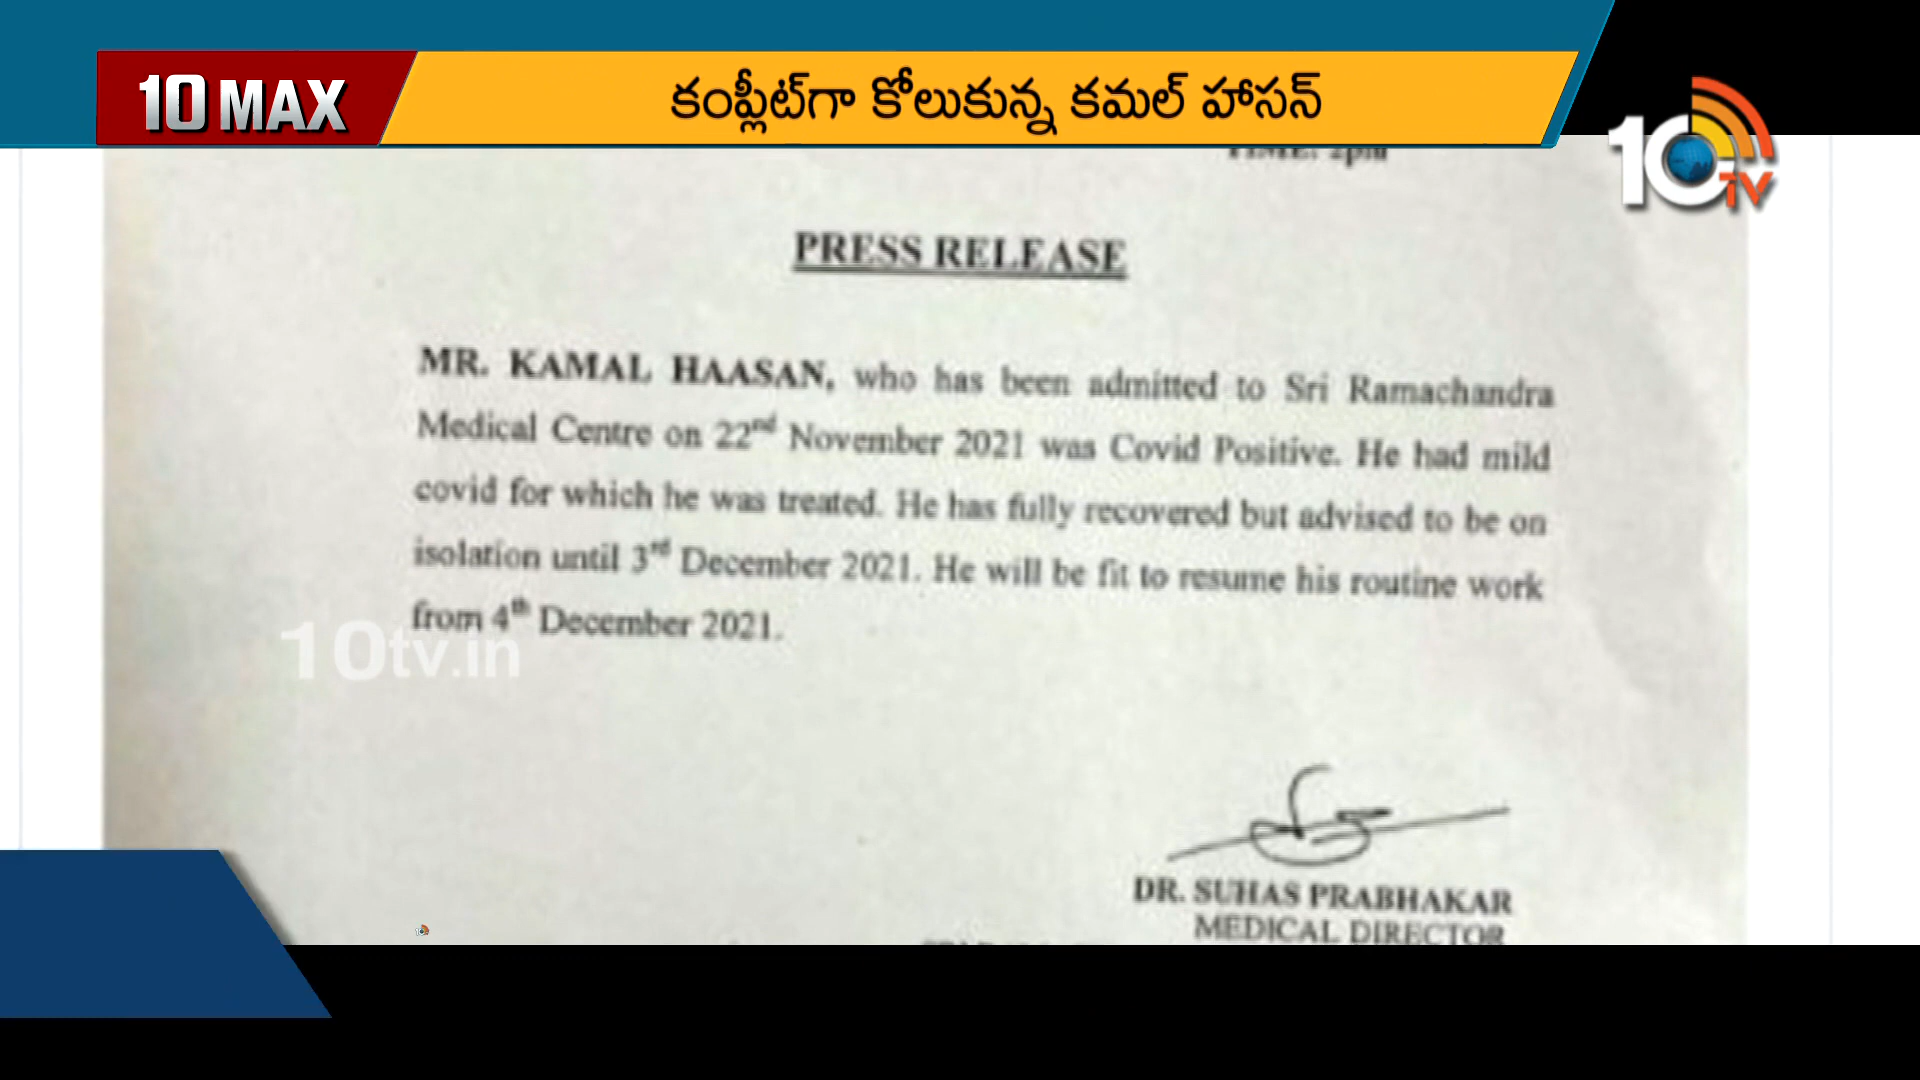 10 MAX
కంప్లీట్‌గా కోలుకున్న కమల్ హాసన్
10TV
TIME: 2pm
PRESS RELEASE
MR. KAMAL HAASAN, who has been admitted to Sri Ramachandra
Medical Centre on 22nd November 2021 was Covid Positive. He had mild
covid for which he was treated. He has fully recovered but advised to be on
isolation until 3rd December 2021. He will be fit to resume his routine work
from 4th December 2021.
10tv.in
DR. SUHAS PRABHAKAR
MEDICAL DIRECTOR